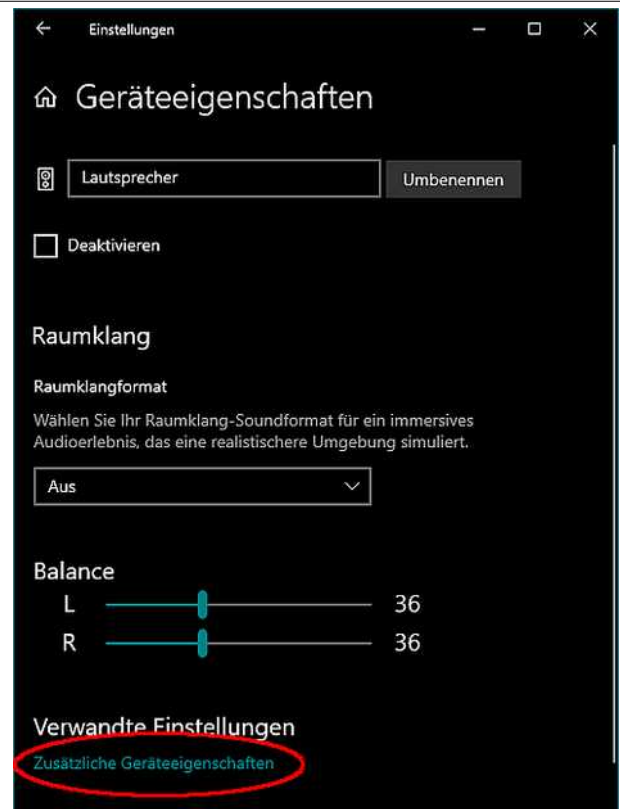 Einstellungen
Geräteeigenschaften
Lautsprecher
Umbenennen
Deaktivieren
Raumklang
Raumklangformat
Wählen Sie Ihr Raumklang-Soundformat für ein immersives
Audioerlebnis, das eine realistischere Umgebung simuliert.
Aus
Balance
L 36
R 36
Verwandte Einstellungen
Zusätzliche Geräteeigenschaften